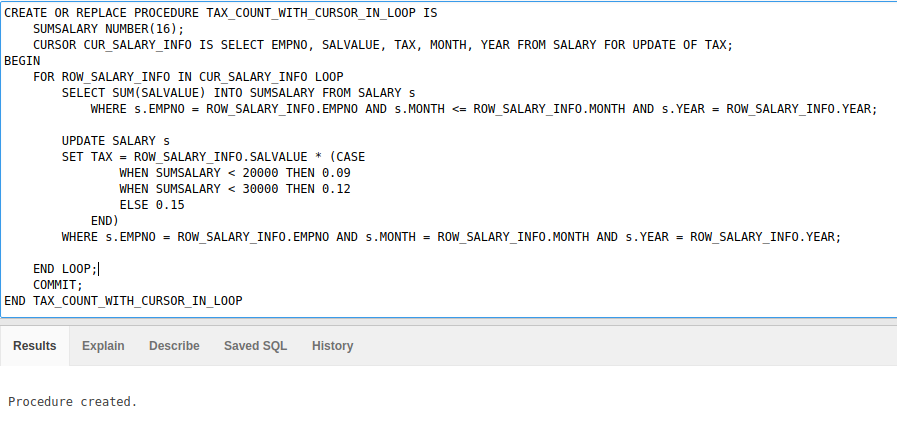 CREATE OR REPLACE PROCEDURE TAX_COUNT_WITH_CURSOR_IN_LOOP IS
    SUMSALARY NUMBER(16);
    CURSOR CUR_SALARY_INFO IS SELECT EMPNO, SALVALUE, TAX, MONTH, YEAR FROM SALARY FOR UPDATE OF TAX;
BEGIN
    FOR ROW_SALARY_INFO IN CUR_SALARY_INFO LOOP
        SELECT SUM(SALVALUE) INTO SUMSALARY FROM SALARY s
            WHERE s.EMPNO = ROW_SALARY_INFO.EMPNO AND s.MONTH <= ROW_SALARY_INFO.MONTH AND s.YEAR = ROW_SALARY_INFO.YEAR;

        UPDATE SALARY s
        SET TAX = ROW_SALARY_INFO.SALVALUE * (CASE
                WHEN SUMSALARY < 20000 THEN 0.09
                WHEN SUMSALARY < 30000 THEN 0.12
                ELSE 0.15
            END)
        WHERE s.EMPNO = ROW_SALARY_INFO.EMPNO AND s.MONTH = ROW_SALARY_INFO.MONTH AND s.YEAR = ROW_SALARY_INFO.YEAR;

    END LOOP;
    COMMIT;
END TAX_COUNT_WITH_CURSOR_IN_LOOP
Results Explain Describe Saved SQL History
Procedure created.